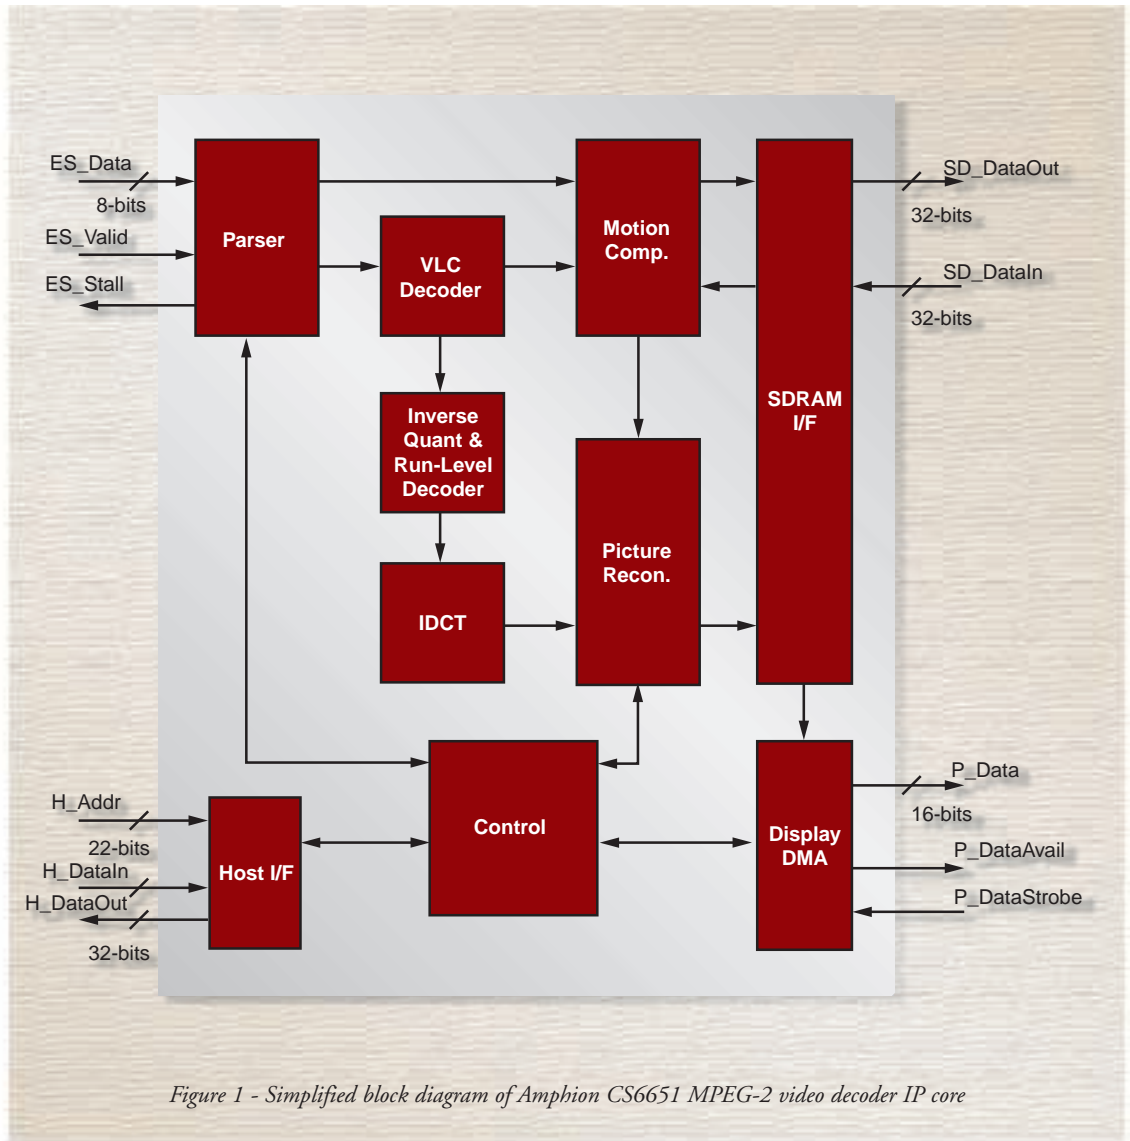 ES_Data
8-bits
ES_Valid
ES_Stall
Parser
VLC
Decoder
Motion
Comp.
SD_DataOut
32-bits
SD_DataIn
32-bits
SDRAM
I/F
Inverse
Quant &
Run-Level
Decoder
Picture
Recon.
IDCT
H_Addr
22-bits
H_DataIn
H_DataOut
32-bits
Host I/F
Control
Display
DMA
P_Data
16-bits
P_DataAvail
P_DataStrobe
Figure 1 - Simplified block diagram of Amphion CS6651 MPEG-2 video decoder IP core